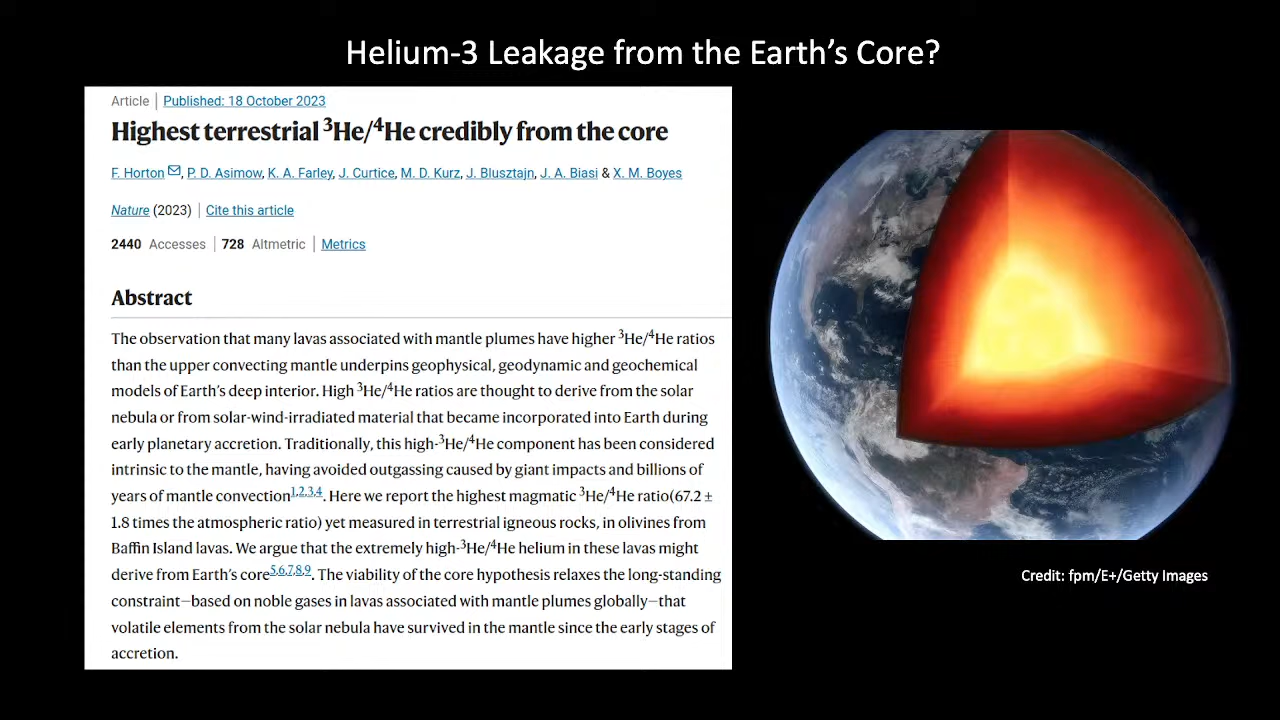 Helium-3 Leakage from the Earth's Core?
Article | Published: 18 October 2023
Highest terrestrial ³He/⁴He credibly from the core
F. Horton, P. D. Asimow, K. A. Farley, J. Curtice, M. D. Kurz, J. Blusztajn, J. A. Biasi & X. M. Boyes
Nature (2023) | Cite this article
2440 Accesses | 728 Altmetric | Metrics
Abstract
The observation that many lavas associated with mantle plumes have higher ³He/⁴He ratios
than the upper convecting mantle underpins geophysical, geodynamic and geochemical
models of Earth's deep interior. High ³He/⁴He ratios are thought to derive from the solar
nebula or from solar-wind-irradiated material that became incorporated into Earth during
early planetary accretion. Traditionally, this high-³He/⁴He component has been considered
intrinsic to the mantle, having avoided outgassing caused by giant impacts and billions of
years of mantle convection¹,²,³,⁴. Here we report the highest magmatic ³He/⁴He ratio(67.2 ±
1.8 times the atmospheric ratio) yet measured in terrestrial igneous rocks, in olivines from
Baffin Island lavas. We argue that the extremely high-³He/⁴He helium in these lavas might
derive from Earth's core⁵,⁶,⁷,⁸,⁹. The viability of the core hypothesis relaxes the long-standing
constraint—based on noble gases in lavas associated with mantle plumes globally—that
volatile elements from the solar nebula have survived in the mantle since the early stages of
accretion.
Credit: fpm/E+/Getty Images